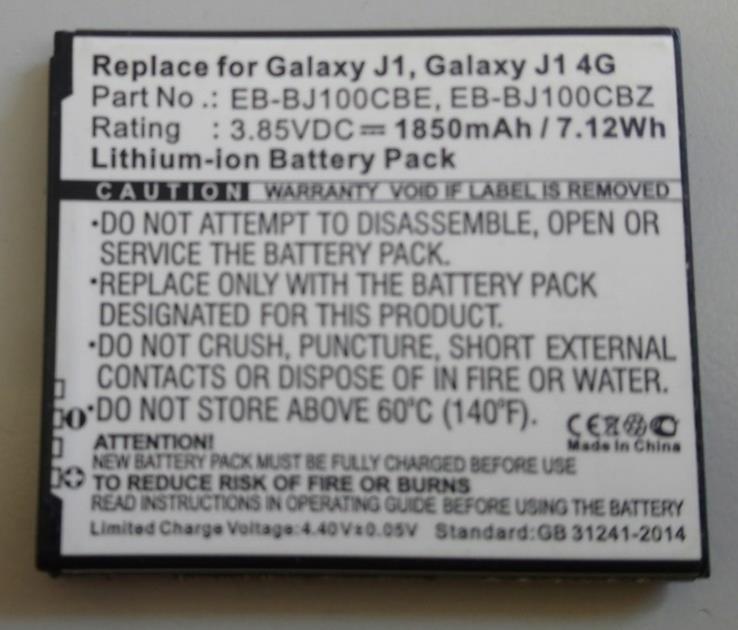 Replace for Galaxy J1, Galaxy J1 4G
Part No .: EB-BJ100CBE, EB-BJ100CBZ
Rating : 3.85VDC⎓1850mAh / 7.12Wh
Lithium-ion Battery Pack
CAUTION WARRANTY VOID IF LABEL IS REMOVED
·DO NOT ATTEMPT TO DISASSEMBLE, OPEN OR
SERVICE THE BATTERY PACK.
·REPLACE ONLY WITH THE BATTERY PACK
DESIGNATED FOR THIS PRODUCT.
·DO NOT CRUSH, PUNCTURE, SHORT EXTERNAL
CONTACTS OR DISPOSE OF IN FIRE OR WATER.
·DO NOT STORE ABOVE 60°C (140°F).
CE
Made in China
ATTENTION!
NEW BATTERY PACK MUST BE FULLY CHARGED BEFORE USE
TO REDUCE RISK OF FIRE OR BURNS
READ INSTRUCTIONS IN OPERATING GUIDE BEFORE USING THE BATTERY
Limited Charge Voltage:4.40V±0.05V Standard:GB 31241-2014